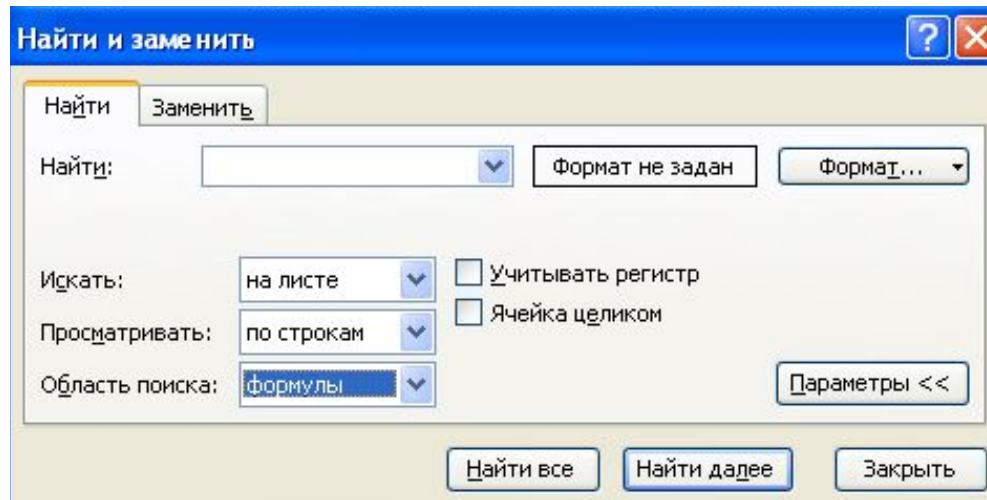 Найти и заменить
Найти Заменить
Найти: Формат не задан Формат...
Искать: на листе Учитывать регистр
Просматривать: по строкам Ячейка целиком
Область поиска: формулы Параметры <<
Найти все Найти далее Закрыть